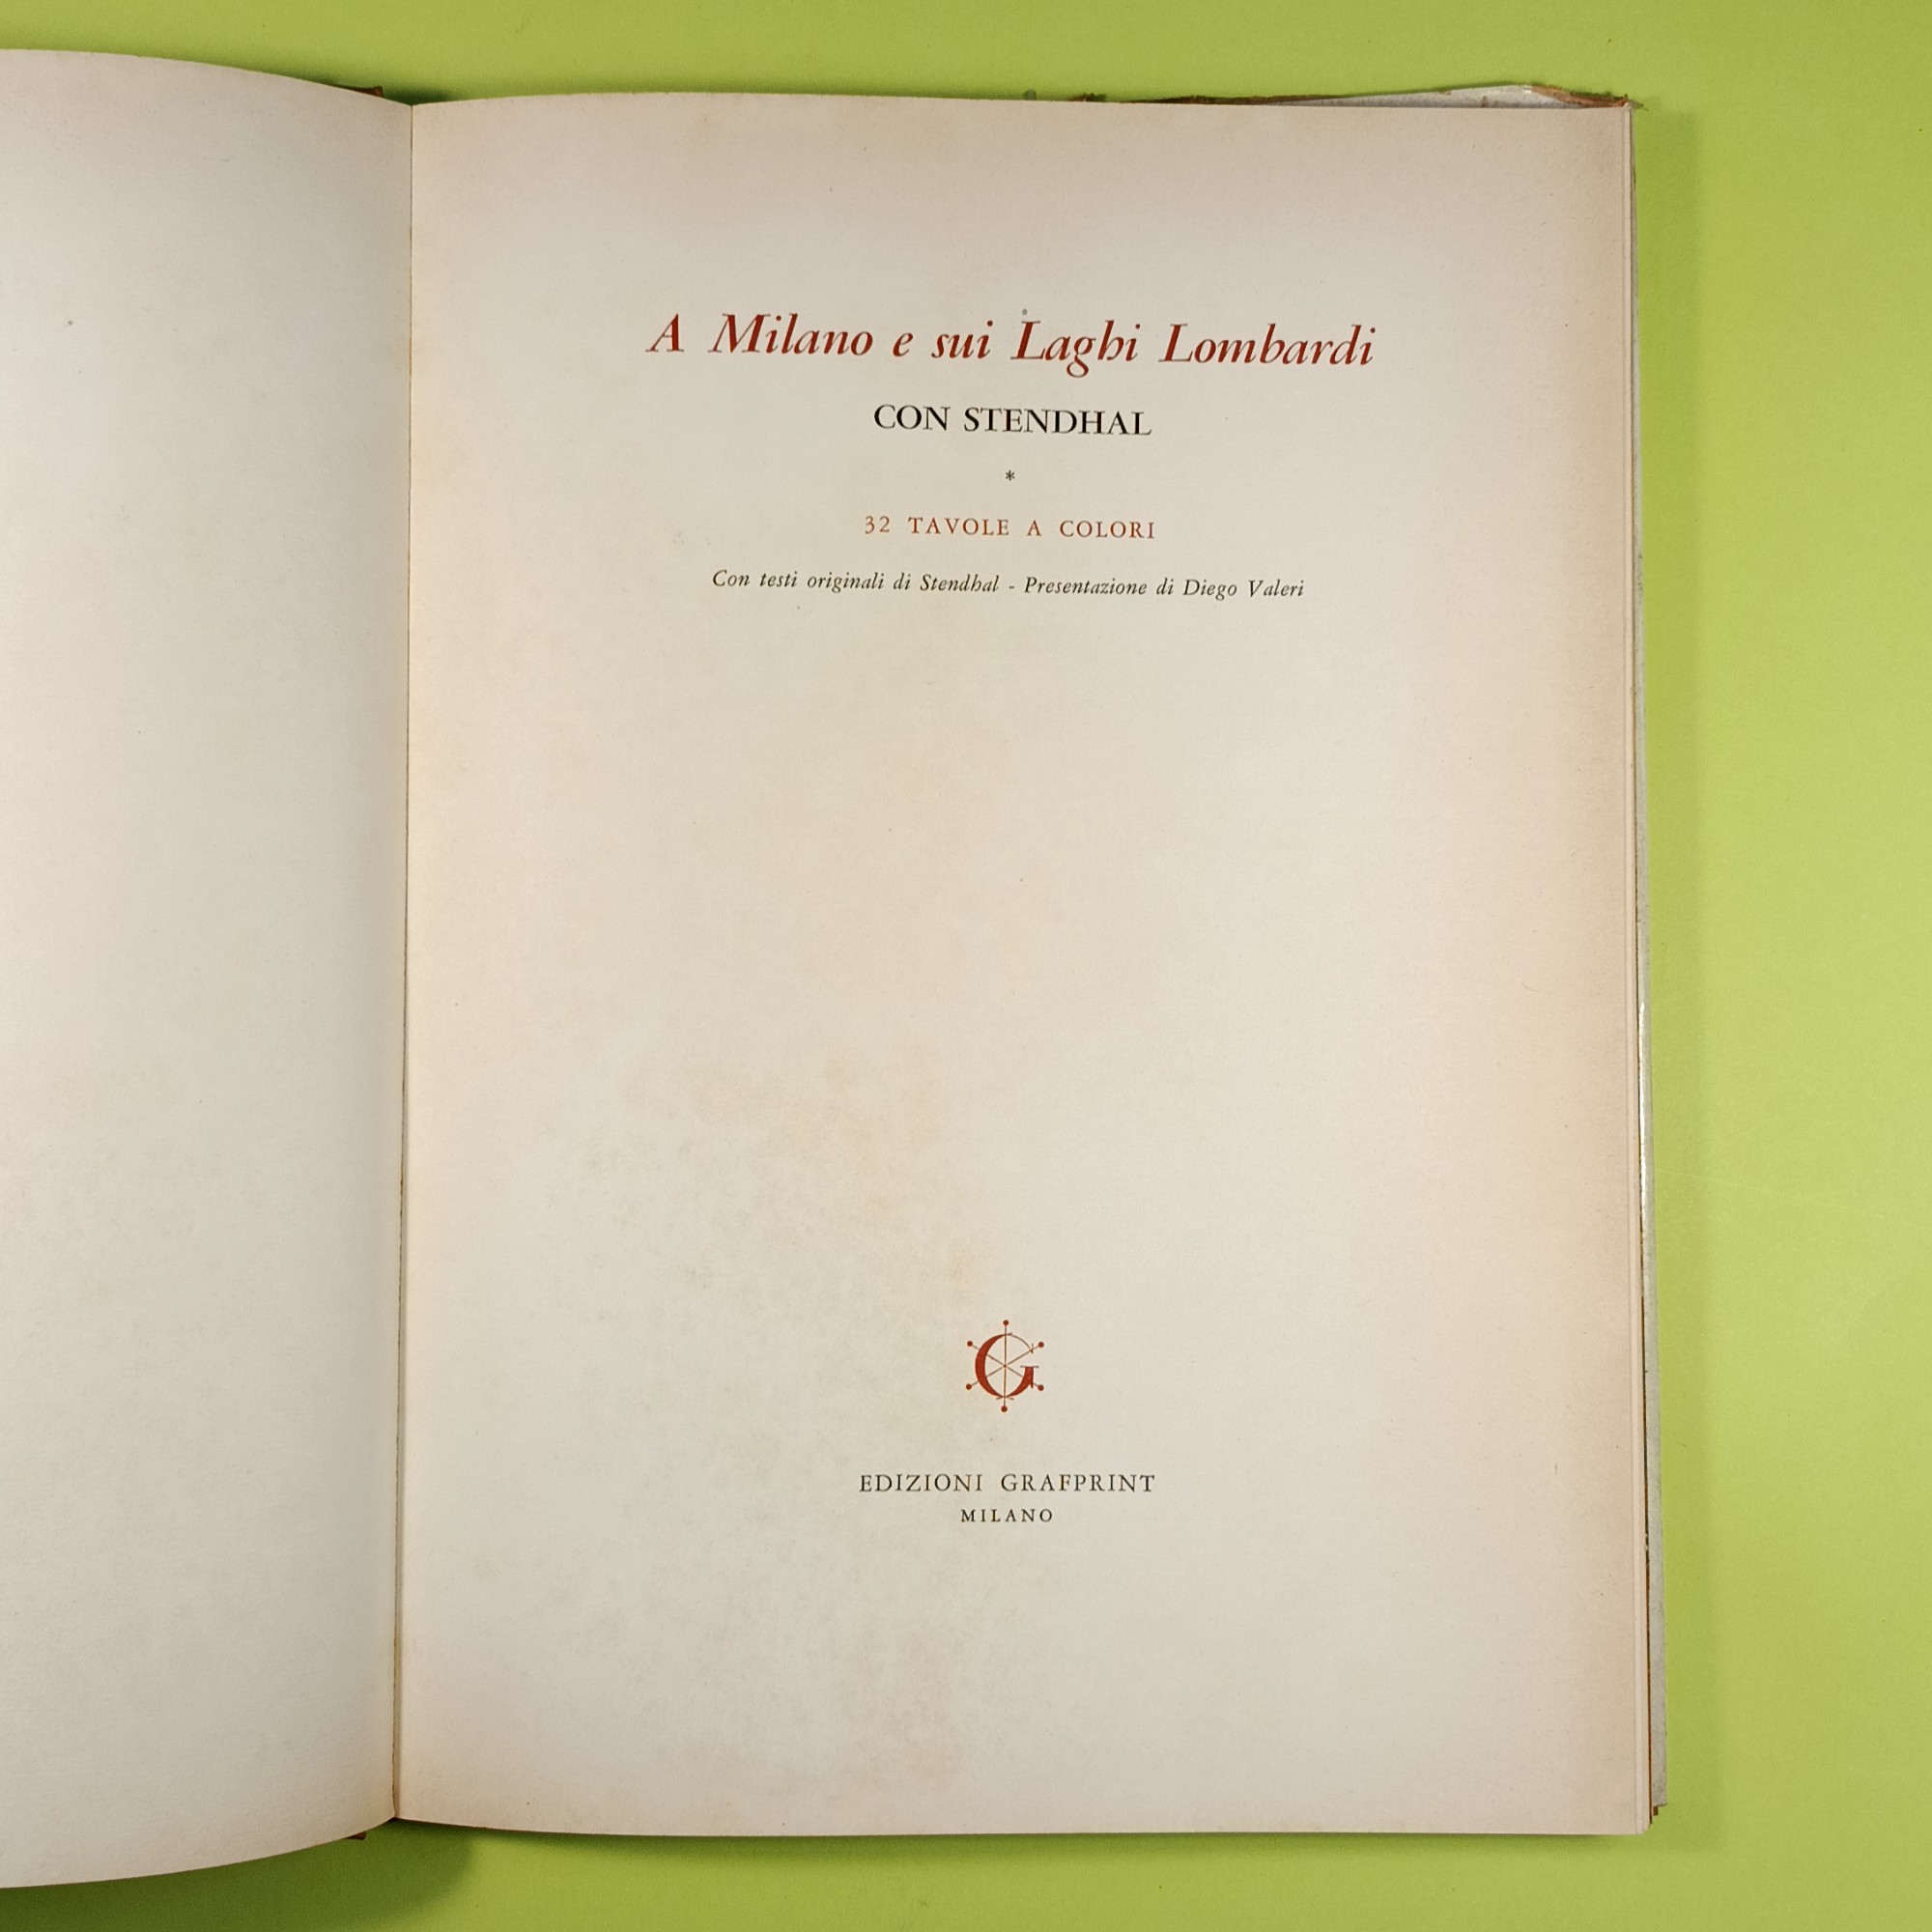 A Milano e sui Laghi Lombardi
CON STENDHAL
*
32 TAVOLE A COLORI
Con testi originali di Stendhal - Presentazione di Diego Valeri
G
EDIZIONI GRAFPRINT
MILANO